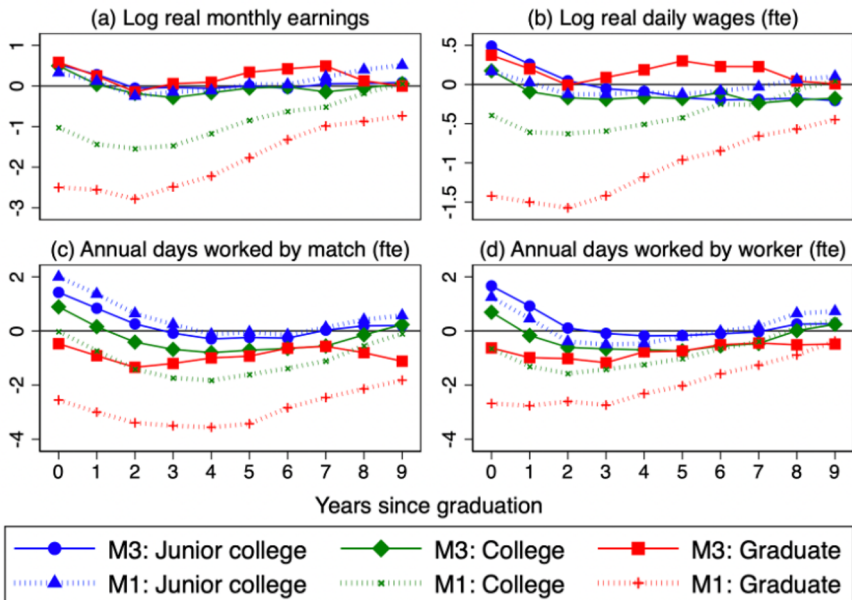 (a) Log real monthly earnings
(b) Log real daily wages (fte)
1
0
-1
-2
-3
.5
0
-.5
-1
-1.5
(c) Annual days worked by match (fte)
(d) Annual days worked by worker (fte)
2
0
-2
-4
2
0
-2
-4
0 1 2 3 4 5 6 7 8 9
0 1 2 3 4 5 6 7 8 9
Years since graduation
M3: Junior college M3: College M3: Graduate
M1: Junior college M1: College M1: Graduate